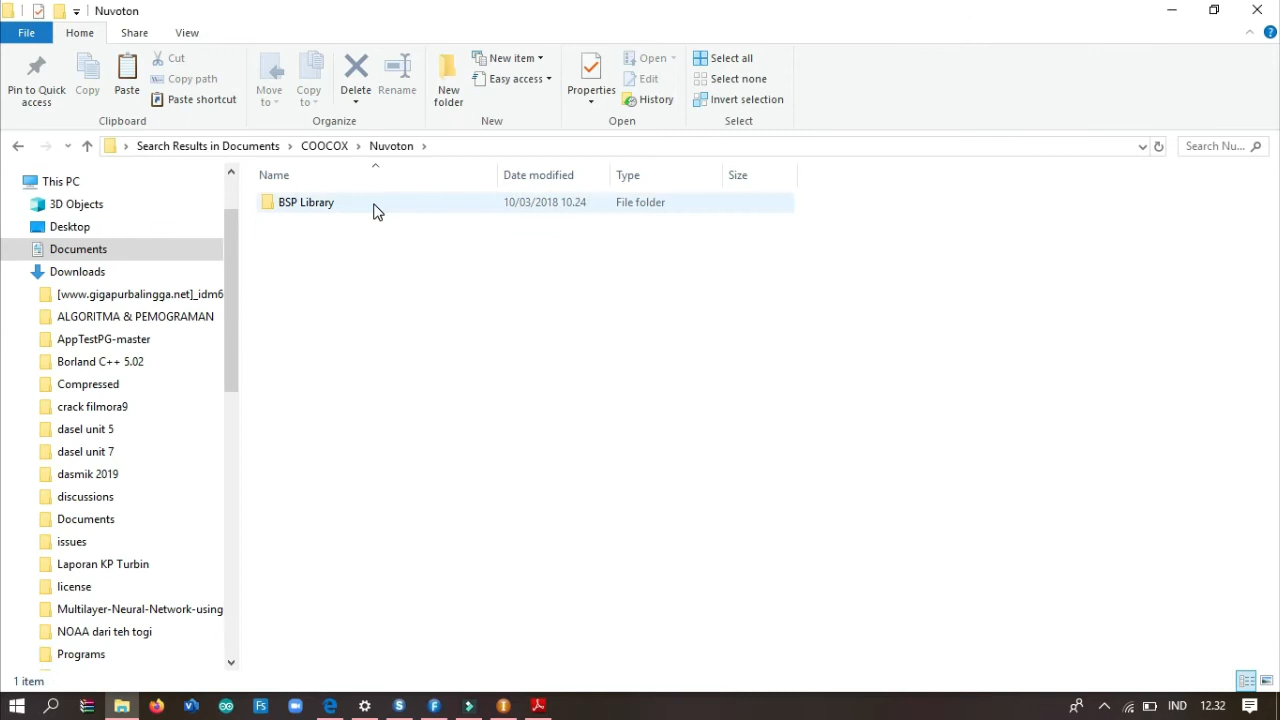 Nuvoton
File Home Share View
Pin to Quick access
Copy
Paste
Cut
Copy path
Paste shortcut
Clipboard
Move to
Copy to
Delete
Rename
Organize
New folder
New item
Easy access
New
Properties
Open
Edit
History
Open
Select all
Select none
Invert selection
Select
Search Results in Documents > COOCOX > Nuvoton >
Search Nu...
Name Date modified Type Size
BSP Library 10/03/2018 10.24 File folder
This PC
3D Objects
Desktop
Documents
Downloads
[www.gigapurbalingga.net]_idm6
ALGORITMA & PEMOGRAMAN
AppTestPG-master
Borland C++ 5.02
Compressed
crack filmora9
dasel unit 5
dasel unit 7
dasmik 2019
discussions
Documents
issues
Laporan KP Turbin
license
Multilayer-Neural-Network-using
NOAA dari teh togi
Programs
1 item
IND 12.32